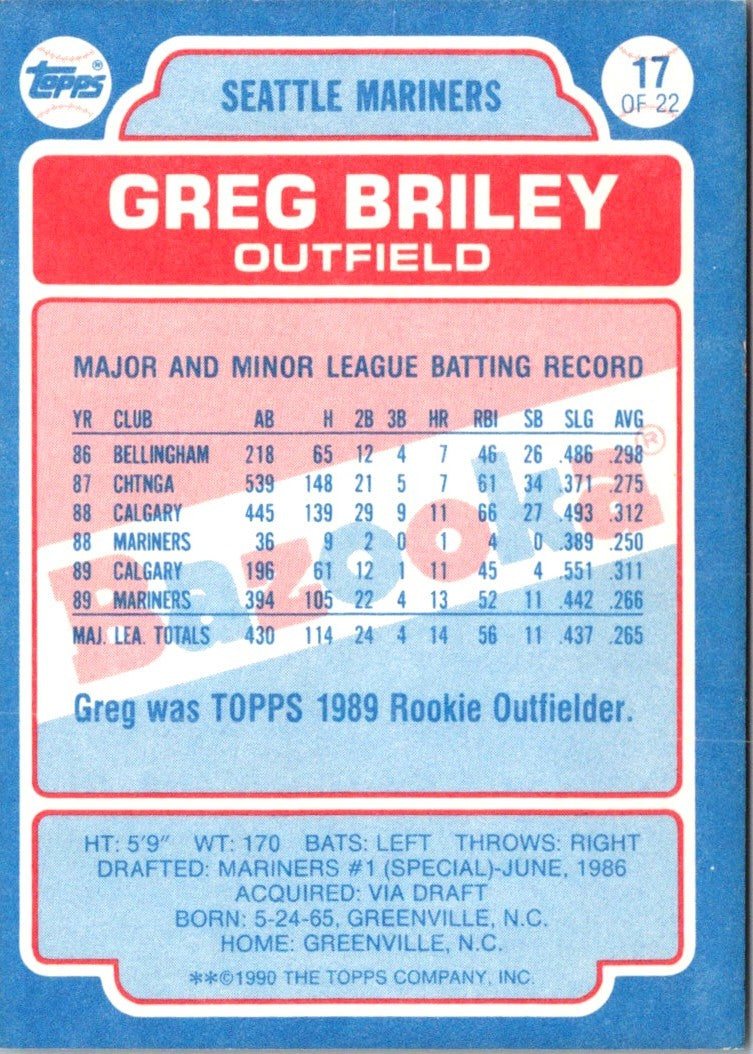 TOPPS®
17
OF 22
SEATTLE MARINERS
GREG BRILEY
OUTFIELD
MAJOR AND MINOR LEAGUE BATTING RECORD
YR CLUB AB H 2B 3B HR RBI SB SLG AVG
86 BELLINGHAM 218 65 12 4 7 46 26 .486 .298
87 CHTNGA 539 148 21 5 7 61 34 .371 .275
88 CALGARY 445 139 29 9 11 66 27 .493 .312
88 MARINERS 36 9 2 0 1 4 0 .389 .250
89 CALGARY 196 61 12 1 11 45 4 .551 .311
89 MARINERS 394 105 22 4 13 52 11 .442 .266
MAJ. LEA. TOTALS 430 114 24 4 14 56 11 .437 .265
Bazooka®
Greg was TOPPS 1989 Rookie Outfielder.
HT: 5'9" WT: 170 BATS: LEFT THROWS: RIGHT
DRAFTED: MARINERS #1 (SPECIAL)-JUNE, 1986
ACQUIRED: VIA DRAFT
BORN: 5-24-65, GREENVILLE, N.C.
HOME: GREENVILLE, N.C.
**©1990 THE TOPPS COMPANY, INC.